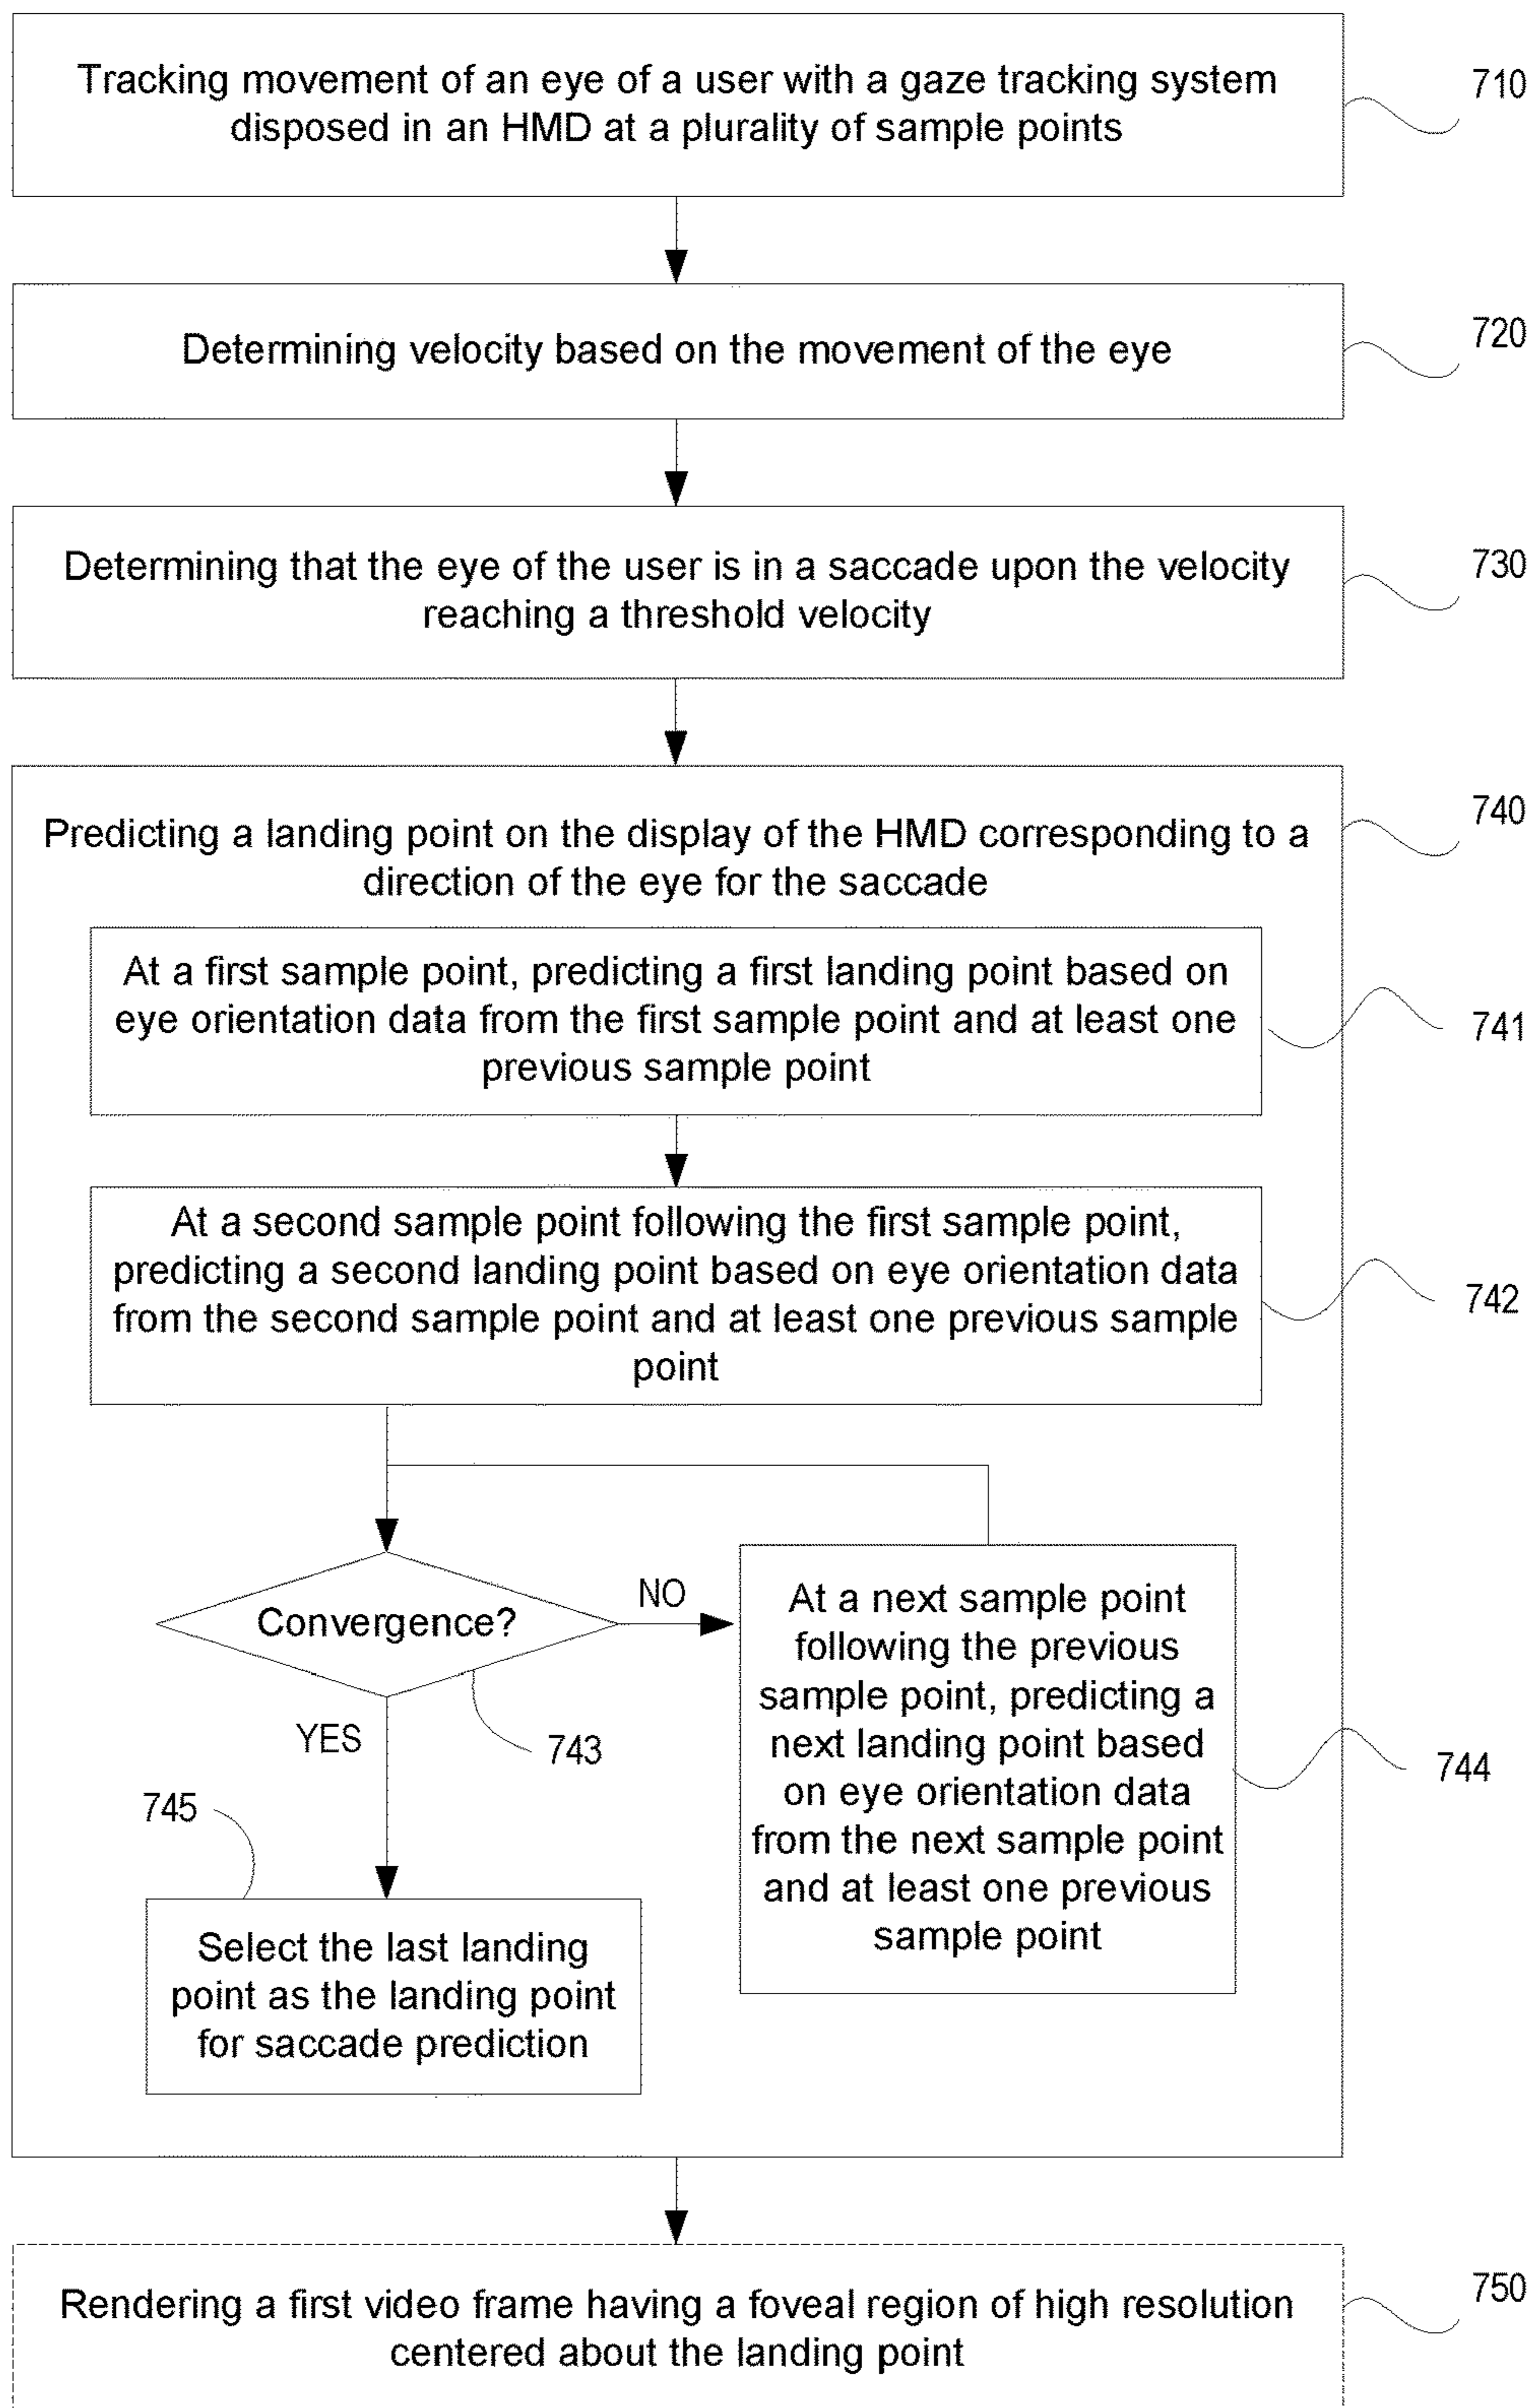 Tracking movement of an eye of a user with a gaze tracking system
disposed in an HMD at a plurality of sample points
710
Determining velocity based on the movement of the eye
720
Determining that the eye of the user is in a saccade upon the velocity
reaching a threshold velocity
730
Predicting a landing point on the display of the HMD corresponding to a
direction of the eye for the saccade
740
At a first sample point, predicting a first landing point based on
eye orientation data from the first sample point and at least one
previous sample point
741
At a second sample point following the first sample point,
predicting a second landing point based on eye orientation data
from the second sample point and at least one previous sample
point
742
Convergence?
743
NO
At a next sample point
following the previous
sample point, predicting a
next landing point based
on eye orientation data
from the next sample point
and at least one previous
sample point
744
YES
745
Select the last landing
point as the landing point
for saccade prediction
Rendering a first video frame having a foveal region of high resolution
centered about the landing point
750